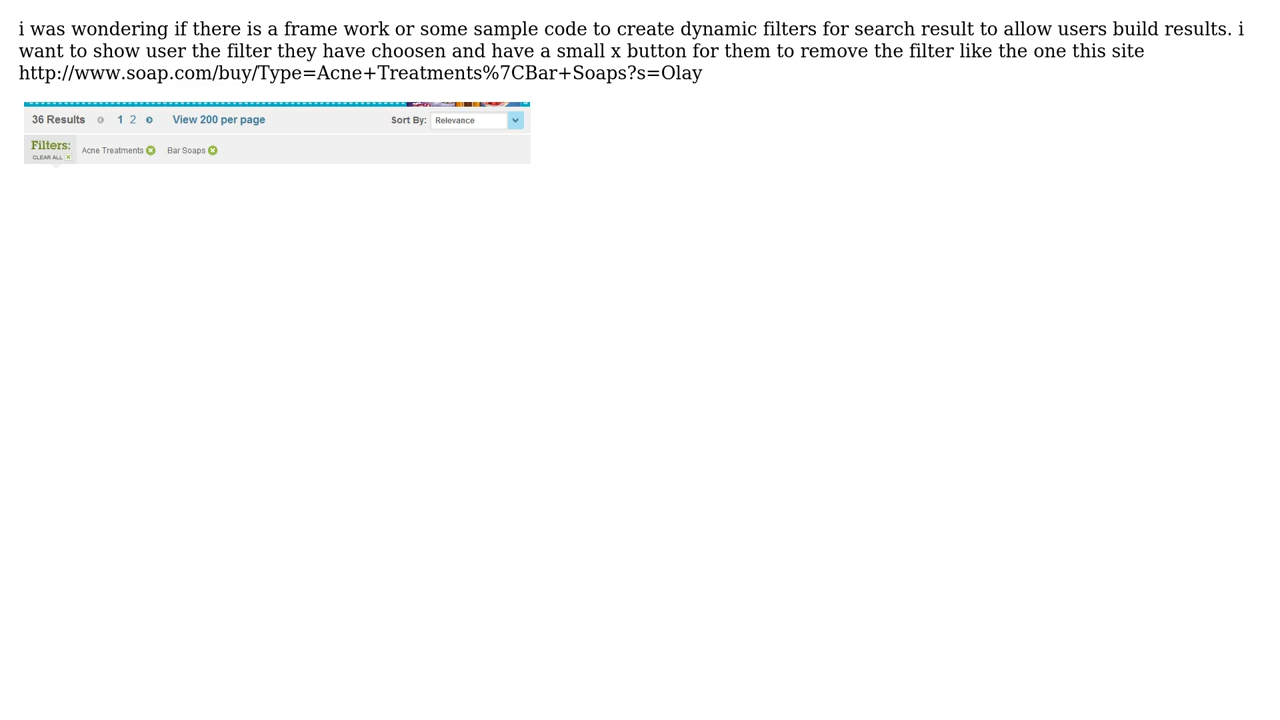 i was wondering if there is a frame work or some sample code to create dynamic filters for search result to allow users build results. i
want to show user the filter they have choosen and have a small x button for them to remove the filter like the one this site
http://www.soap.com/buy/Type=Acne+Treatments%7CBar+Soaps?s=Olay
36 Results 1 2 View 200 per page Sort By: Relevance
Filters: Acne Treatments Bar Soaps
CLEAR ALL